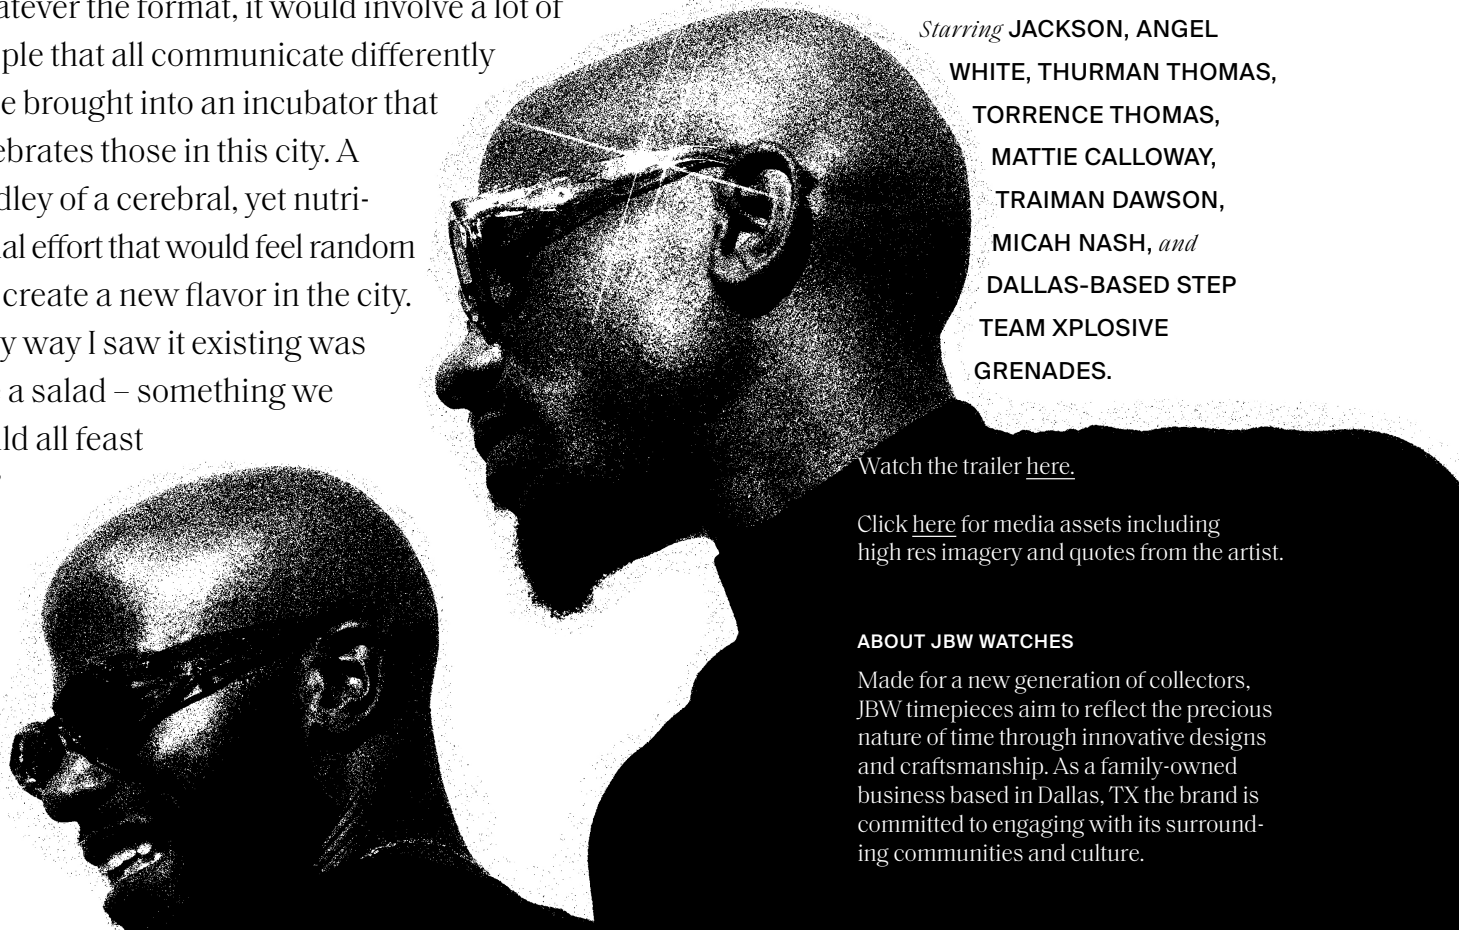 atever the format, it would involve a lot of
ple that all communicate differently
e brought into an incubator that
ebrates those in this city. A
dley of a cerebral, yet nutri-
al effort that would feel random
create a new flavor in the city.
y way I saw it existing was
a salad – something we
ld all feast
Starring JACKSON, ANGEL
WHITE, THURMAN THOMAS,
TORRENCE THOMAS,
MATTIE CALLOWAY,
TRAIMAN DAWSON,
MICAH NASH, and
DALLAS-BASED STEP
TEAM XPLOSIVE
GRENADES.
Watch the trailer here.
Click here for media assets including
high res imagery and quotes from the artist.
ABOUT JBW WATCHES
Made for a new generation of collectors,
JBW timepieces aim to reflect the precious
nature of time through innovative designs
and craftsmanship. As a family-owned
business based in Dallas, TX the brand is
committed to engaging with its surround-
ing communities and culture.